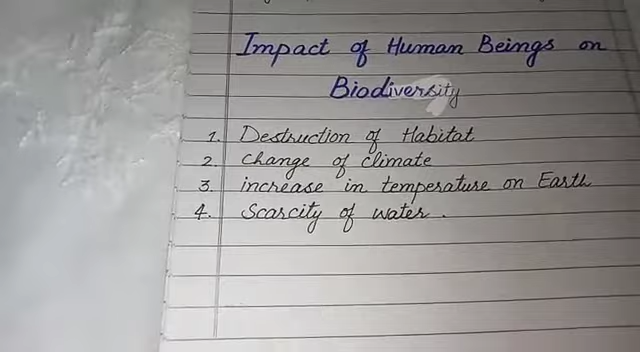 Impact of Human Beings on
Biodiversity
1. Destruction of Habitat
2. change of climate
3. increase in temperature on Earth
4. Scarcity of water.